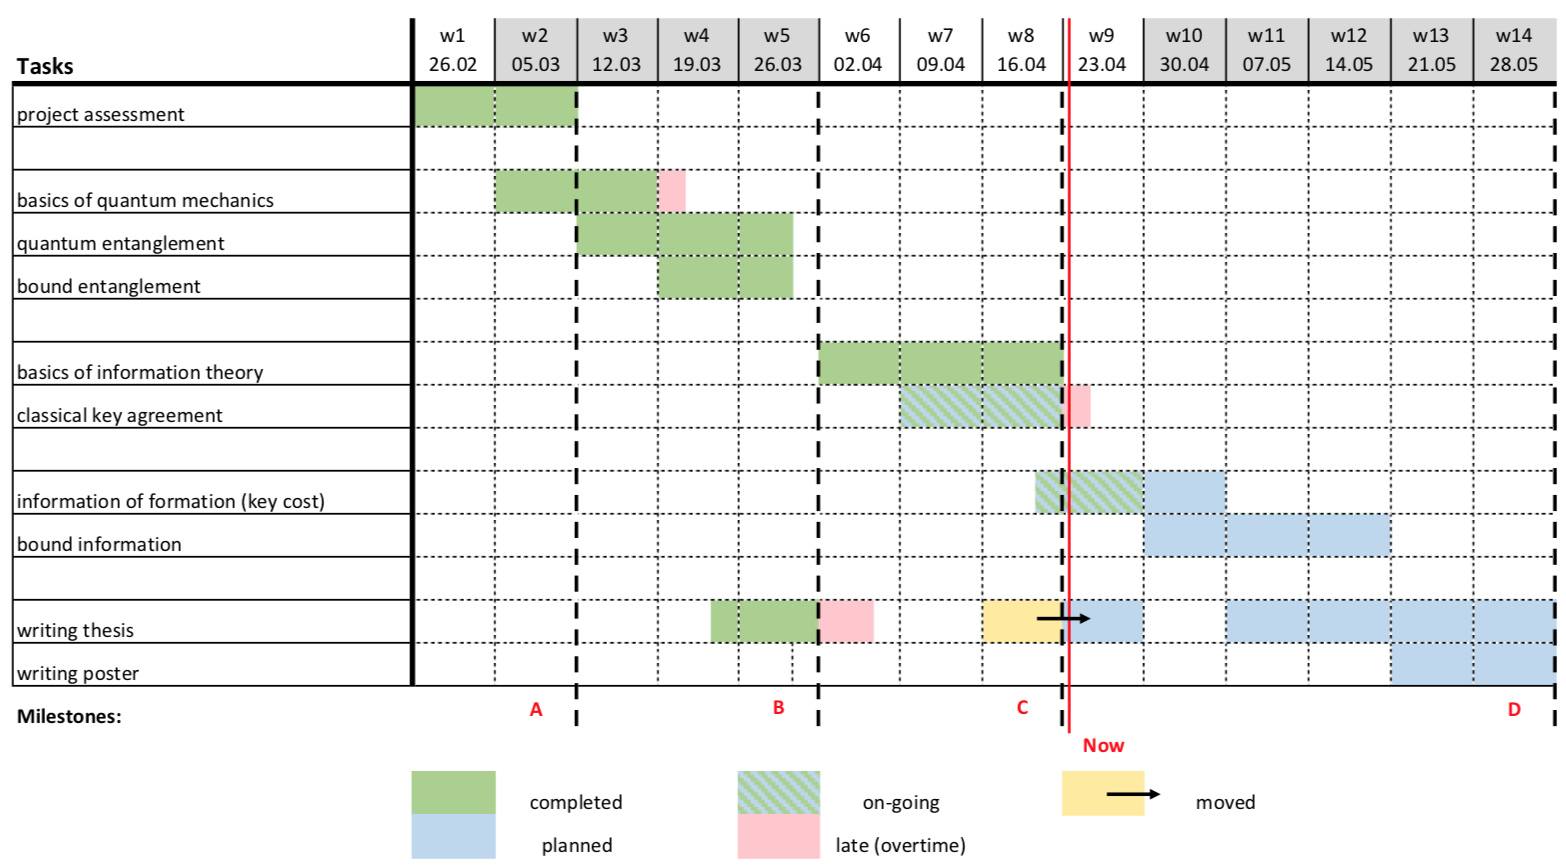 w1 w2 w3 w4 w5 w6 w7 w8 w9 w10 w11 w12 w13 w14
Tasks 26.02 05.03 12.03 19.03 26.03 02.04 09.04 16.04 23.04 30.04 07.05 14.05 21.05 28.05
project assessment
basics of quantum mechanics
quantum entanglement
bound entanglement
basics of information theory
classical key agreement
information of formation (key cost)
bound information
writing thesis
writing poster
Milestones: A B C D
Now
completed on-going moved
planned late (overtime)